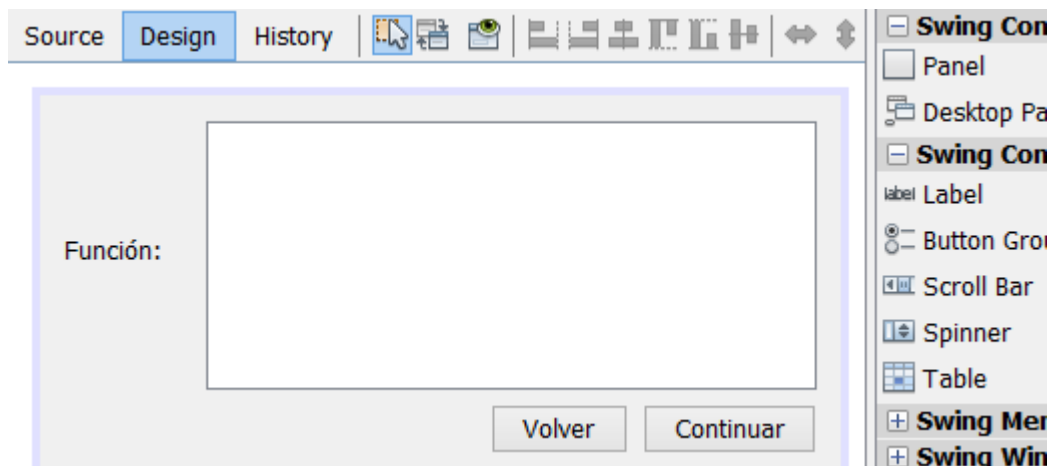 Source Design History
Swing Con
Panel
Desktop Pa
Swing Con
label Label
Button Grou
Scroll Bar
Spinner
Table
Swing Men
Swing Win
Función:
Volver Continuar